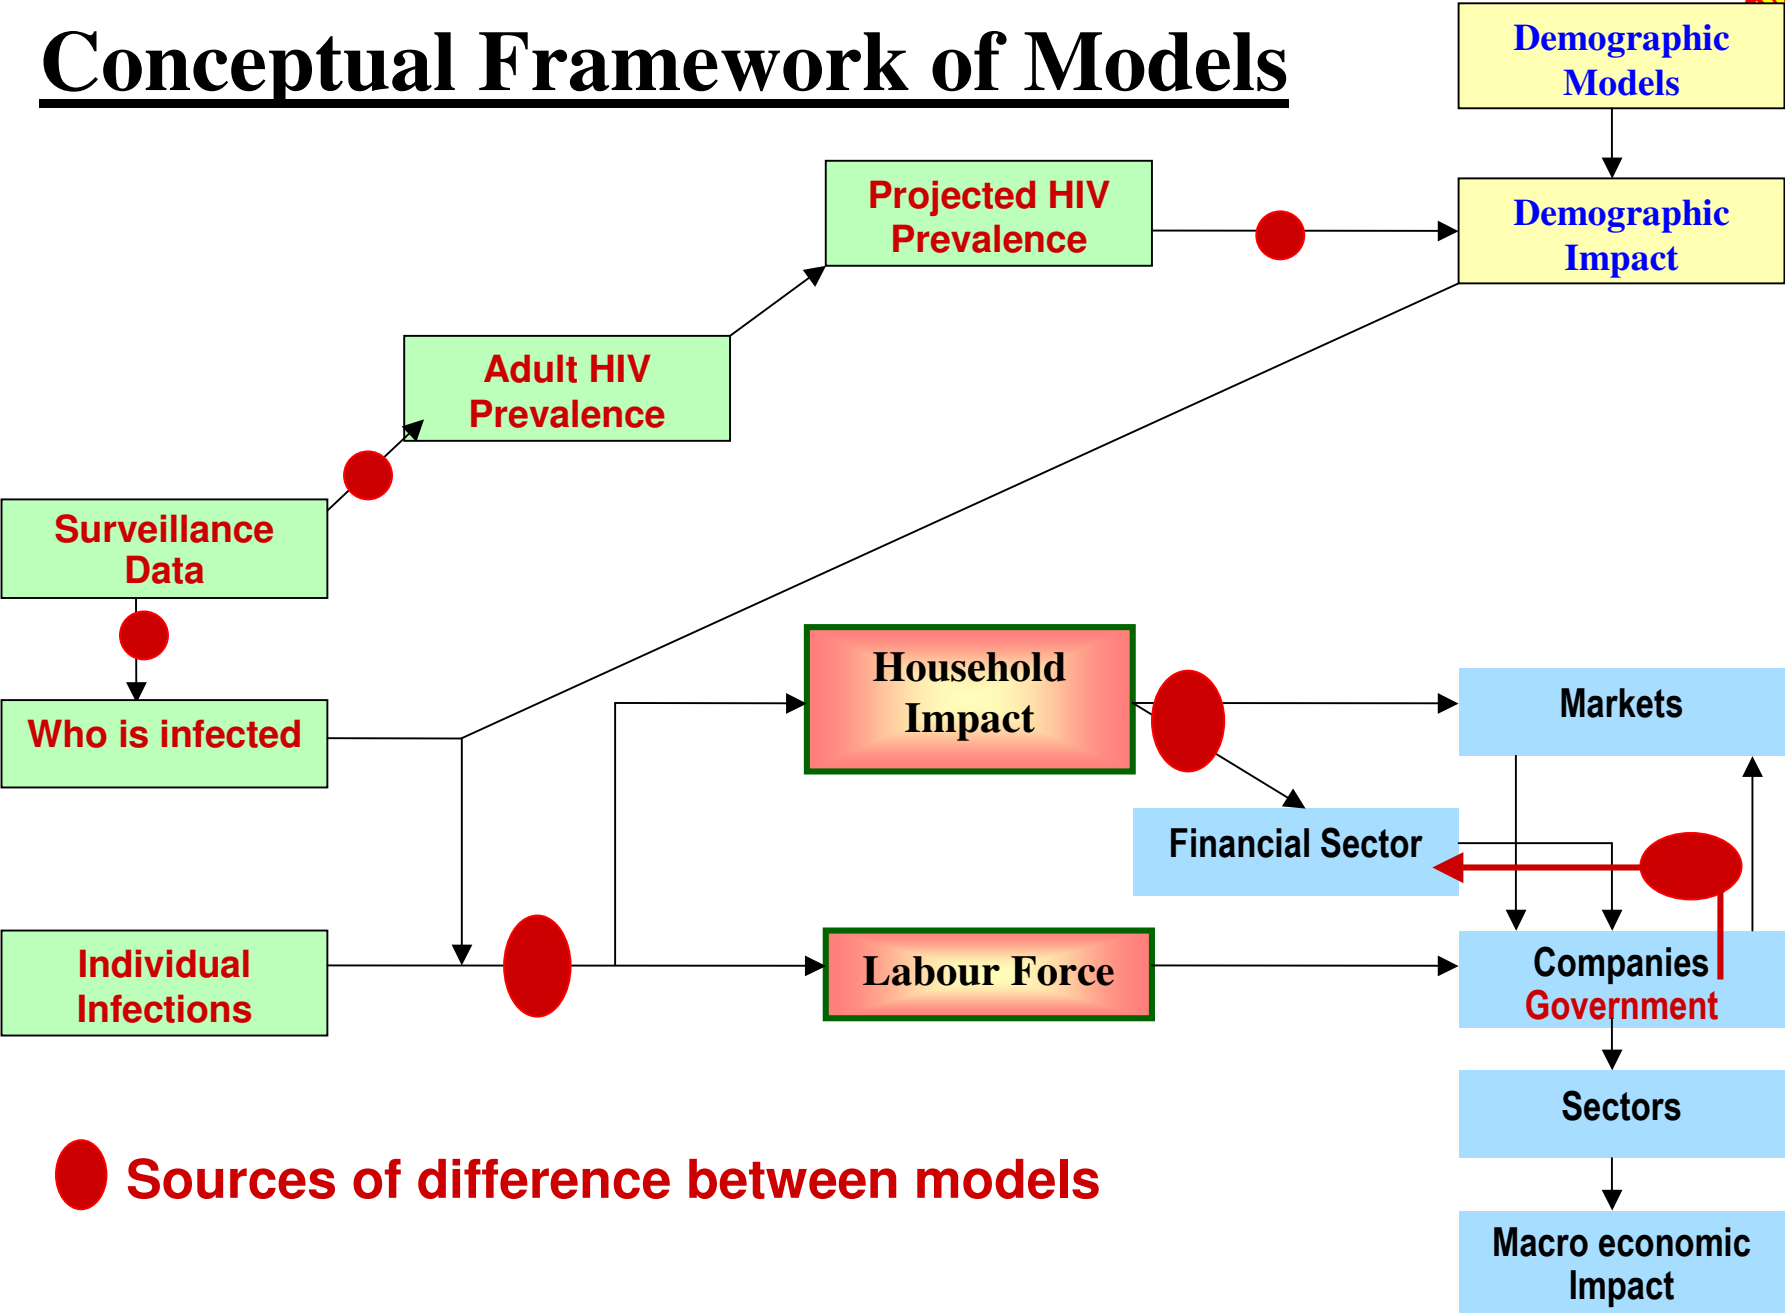 Conceptual Framework of Models
Demographic
Models
Projected HIV
Prevalence
Demographic
Impact
Adult HIV
Prevalence
Surveillance
Data
Who is infected
Household
Impact
Markets
Financial Sector
Individual
Infections
Labour Force
Companies
Government
Sectors
Sources of difference between models
Macro economic
Impact